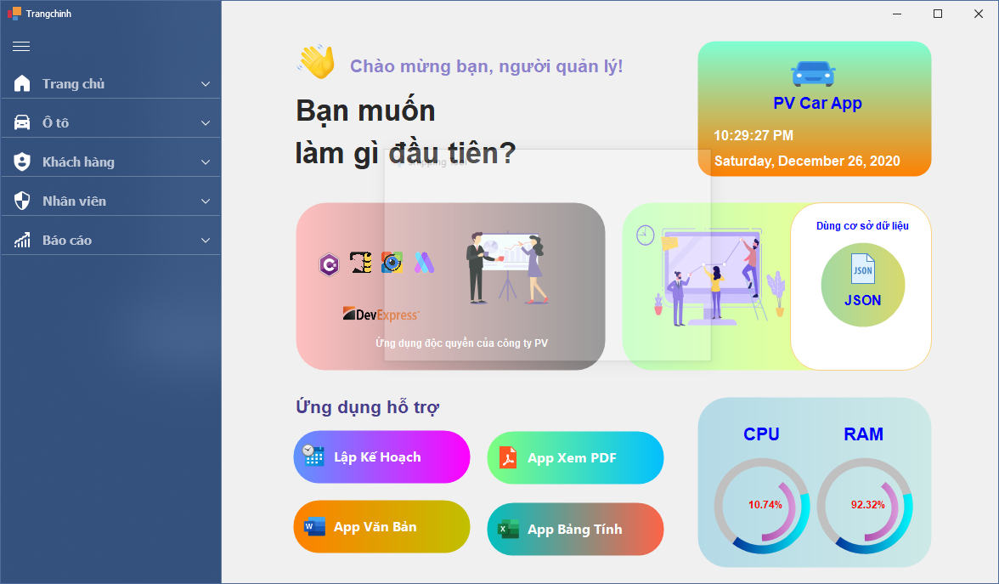 Trangchinh
Trang chủ
Ô tô
Khách hàng
Nhân viên
Báo cáo
Chào mừng bạn, người quản lý!
Bạn muốn
làm gì đầu tiên?
PV Car App
10:29:27 PM
Saturday, December 26, 2020
Snipping Tool
DevExpress
Ứng dụng độc quyền của công ty PV
Dùng cơ sở dữ liệu
JSON
JSON
Ứng dụng hỗ trợ
Lập Kế Hoạch
App Xem PDF
App Văn Bản
App Bảng Tính
CPU
RAM
10.74%
92.32%